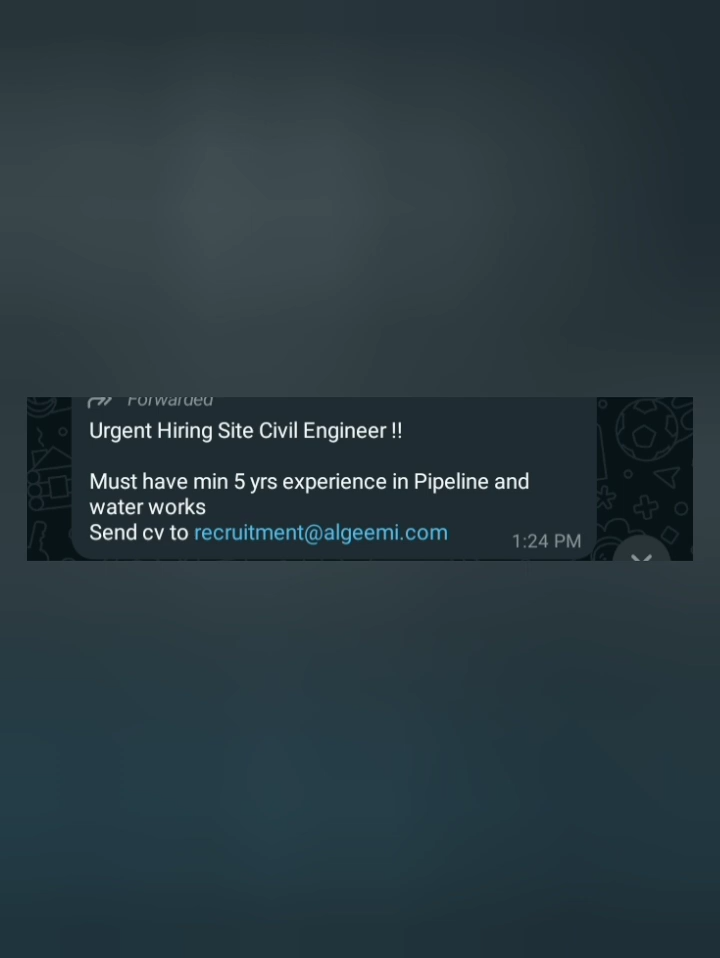 Forwarded
Urgent Hiring Site Civil Engineer !!
Must have min 5 yrs experience in Pipeline and
water works
Send cv to recruitment@algeemi.com
1:24 PM